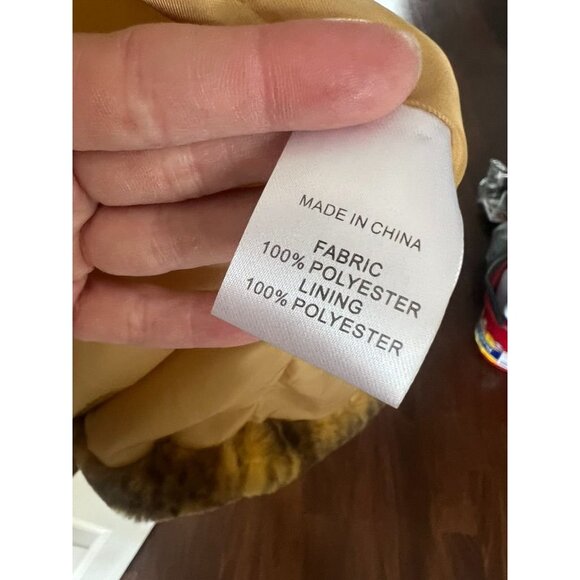 MADE IN CHINA
FABRIC
100% POLYESTER
LINING
100% POLYESTER